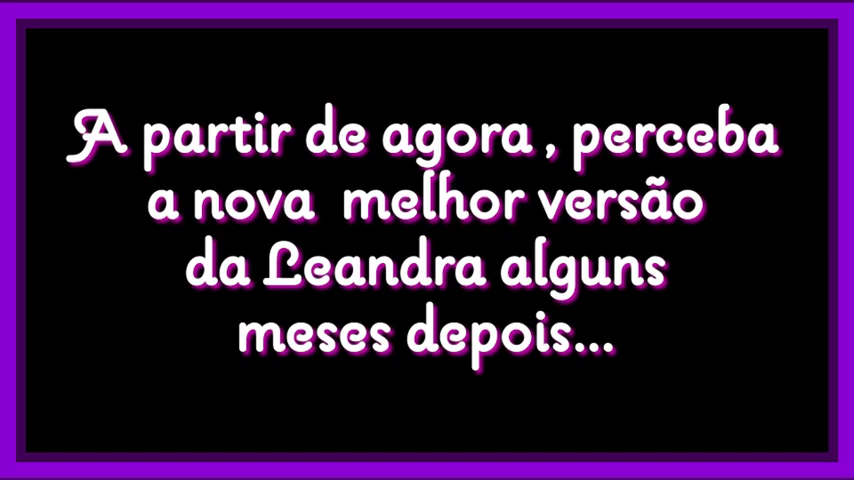 A partir de agora , perceba
a nova melhor versão
da Leandra alguns
meses depois...